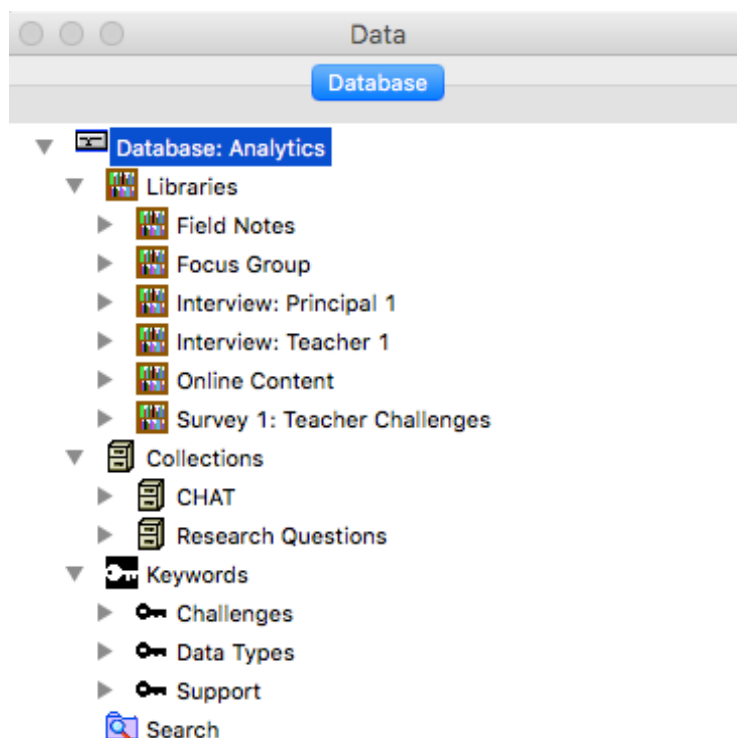 Data
Database
Database: Analytics
Libraries
Field Notes
Focus Group
Interview: Principal 1
Interview: Teacher 1
Online Content
Survey 1: Teacher Challenges
Collections
CHAT
Research Questions
Keywords
Challenges
Data Types
Support
Search